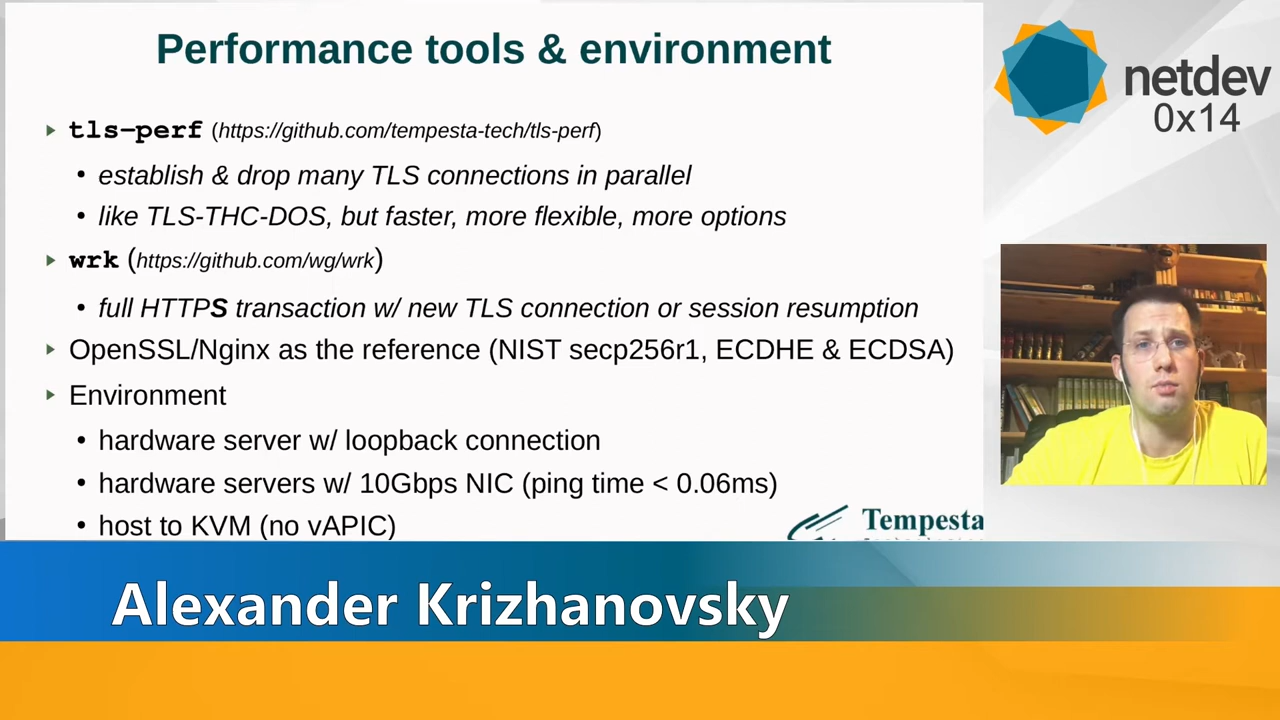 Performance tools & environment
tls-perf (https://github.com/tempesta-tech/tls-perf)
• establish & drop many TLS connections in parallel
• like TLS-THC-DOS, but faster, more flexible, more options
wrk (https://github.com/wg/wrk)
• full HTTPS transaction w/ new TLS connection or session resumption
OpenSSL/Nginx as the reference (NIST secp256r1, ECDHE & ECDSA)
Environment
• hardware server w/ loopback connection
• hardware servers w/ 10Gbps NIC (ping time < 0.06ms)
• host to KVM (no vAPIC)
Tempesta
netdev
0x14
Alexander Krizhanovsky